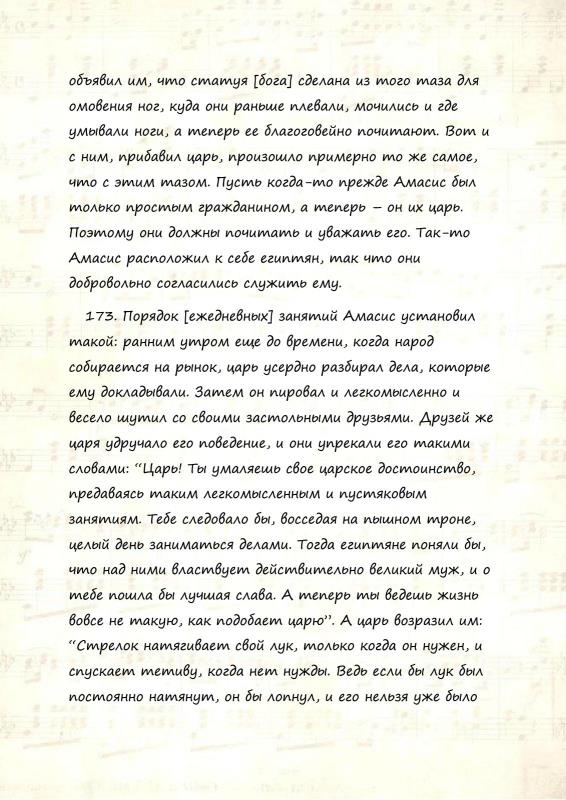 объявил им, что статуя [бога] сделана из того таза для
омовения ног, куда они раньше плевали, мочились и где
умывали ноги, а теперь ее благоговейно почитают. Вот и
с ним, прибавил царь, произошло примерно то же самое,
что с этим тазом. Пусть когда-то прежде Амасис был
только простым гражданином, а теперь – он их царь.
Поэтому они должны почитать и уважать его. Так-то
Амасис расположил к себе египтян, так что они
добровольно согласились служить ему.
173. Порядок [ежедневных] занятий Амасис установил
такой: ранним утром еще до времени, когда народ
собирается на рынок, царь усердно разбирал дела, которые
ему докладывали. Затем он пировал и легкомысленно и
весело шутил со своими застольными друзьями. Друзей же
царя удручало его поведение, и они упрекали его такими
словами: “Царь! Ты умаляешь свое царское достоинство,
предаваясь таким легкомысленным и пустяковым
занятиям. Тебе следовало бы, восседая на пышном троне,
целый день заниматься делами. Тогда египтяне поняли бы,
что над ними властвует действительно великий муж, и о
тебе пошла бы лучшая слава. А теперь ты ведешь жизнь
вовсе не такую, как подобает царю”. А царь возразил им:
“Стрелок натягивает свой лук, только когда он нужен, и
спускает тетиву, когда нет нужды. Ведь если бы лук был
постоянно натянут, он бы лопнул, и его нельзя уже было